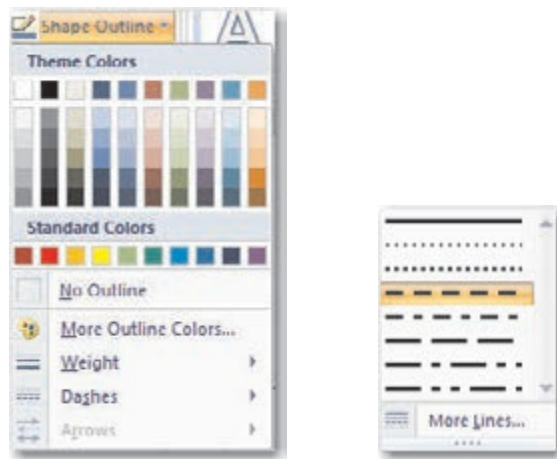 Shape Outline
Theme Colors
Standard Colors
No Outline
More Outline Colors...
Weight
Dashes
Arrows
More Lines...